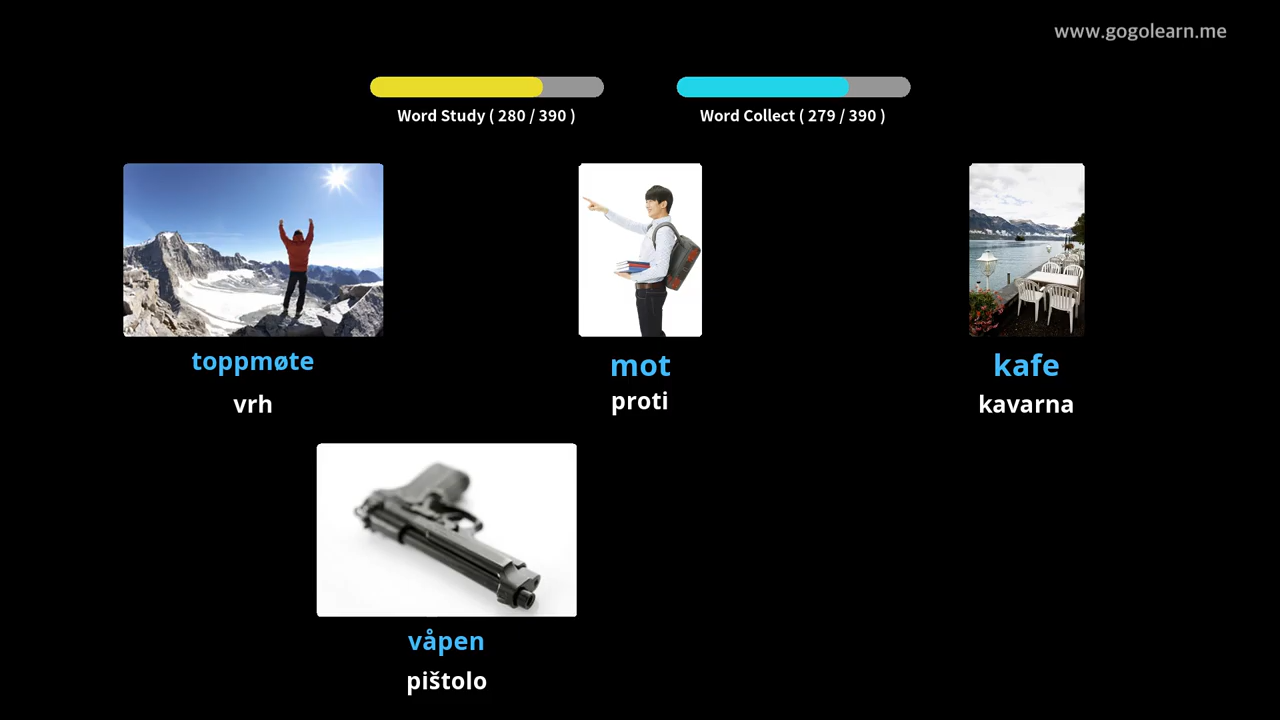 www.gogolearn.me
Word Study ( 280 / 390 )
Word Collect ( 279 / 390 )
toppmøte
mot
kafe
vrh
proti
kavarna
våpen
pištolo